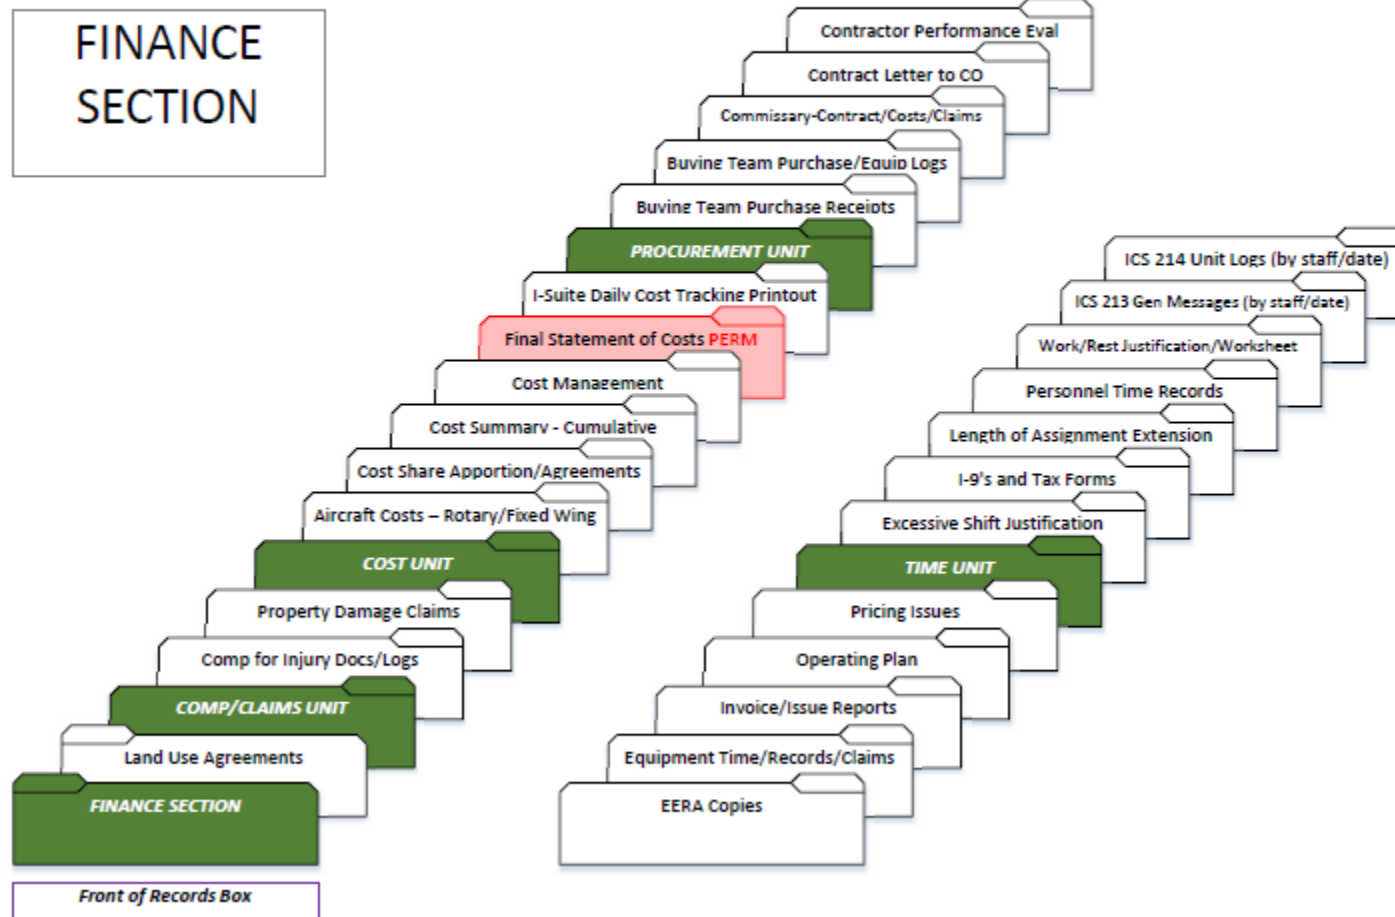 FINANCE
SECTION
Contractor Performance Eval
Contract Letter to CO
Commissary-Contract/Costs/Claims
Buying Team Purchase/Equip Logs
Buying Team Purchase Receipts
PROCUREMENT UNIT
I-Suite Daily Cost Tracking Printout
Final Statement of Costs PERM
Cost Management
Cost Summary - Cumulative
Cost Share Apportion/Agreements
Aircraft Costs – Rotary/Fixed Wing
COST UNIT
Property Damage Claims
Comp for Injury Docs/Logs
COMP/CLAIMS UNIT
Land Use Agreements
FINANCE SECTION
Front of Records Box
ICS 214 Unit Logs (by staff/date)
ICS 213 Gen Messages (by staff/date)
Work/Rest Justification/Worksheet
Personnel Time Records
Length of Assignment Extension
I-9's and Tax Forms
Excessive Shift Justification
TIME UNIT
Pricing Issues
Operating Plan
Invoice/Issue Reports
Equipment Time/Records/Claims
EERA Copies